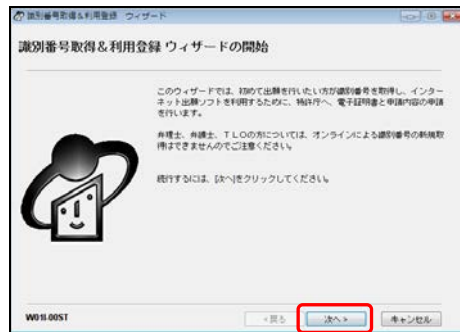 識別番号取得&利用登録 ウィザード
識別番号取得&利用登録 ウィザードの開始
このウィザードでは、初めて出願を行いたい方が識別番号を取得し、インター
ネット出願ソフトを利用するために、特許庁へ、電子証明書と申請内容の申請
を行います。
弁理士、弁護士、TLOの方については、オンラインによる識別番号の新規取
得はできませんのでご注意ください。
続行するには、[次へ]をクリックしてください。
W01I-00ST
<戻る
次へ>
キャンセル